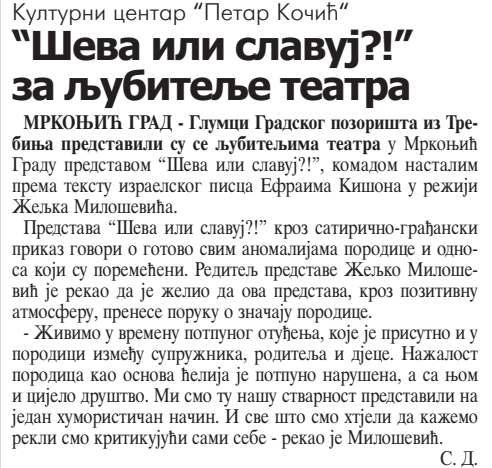 Културни центар “Петар Кочић“
“Шева или славуј?!”
за љубитеље театра
МРКОЊИЋ ГРАД - Глумци Градског позоришта из Тре-
биња представили су се љубитељима театра у Мркоњић
Граду представом “Шева или славуј?!”, комадом насталим
према тексту израелског писца Ефраима Кишона у режији
Жељка Милошевића.
Представа “Шева или славуј?!” кроз сатирично-грађански
приказ говори о готово свим аномалијама породице и одно-
са који су поремећени. Редитељ представе Жељко Милоше-
вић је рекао да је желио да ова представа, кроз позитивну
атмосферу, пренесе поруку о значају породице.
- Живимо у времену потпуног отуђења, које је присутно и у
породици између супружника, родитеља и дјеце. Нажалост
породица као основа ћелија је потпуно нарушена, а са њом
и цијело друштво. Ми смо ту нашу стварност представили на
један хумористичан начин. И све што смо хтјели да кажемо
рекли смо критикујући сами себе - рекао је Милошевић.
С. Д.